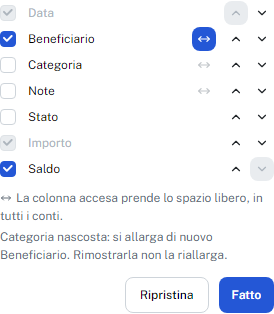 Data
Beneficiario
Categoria
Note
Stato
Importo
Saldo
↔ La colonna accesa prende lo spazio libero, in
tutti i conti.
Categoria nascosta: si allarga di nuovo
Beneficiario. Rimostrarla non la riallarga.
Ripristina
Fatto